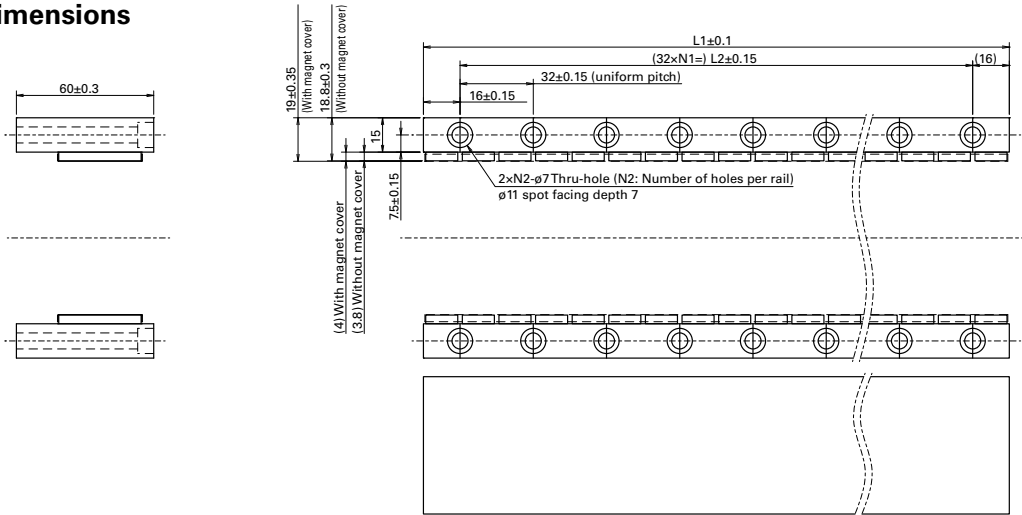 imensions
60±0.3
19±0.35
(With magnet cover)
18.8±0.3
(Without magnet cover)
L1±0.1
(32×N1=) L2±0.15
(16)
32±0.15 (uniform pitch)
16±0.15
15
7.5±0.15
2×N2-ø7 Thru-hole (N2: Number of holes per rail)
ø11 spot facing depth 7
(4) With magnet cover
(3.8) Without magnet cover